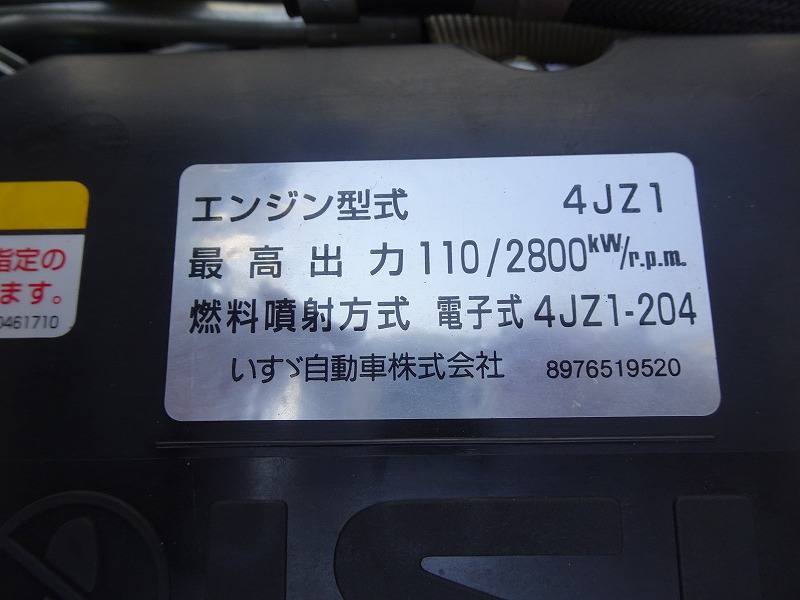 エンジン型式 4JZ1
最高出力 110/2800kW/r.p.m.
燃料噴射方式 電子式 4JZ1-204
いすゞ自動車株式会社 8976519520
指定の
ます。
0461710